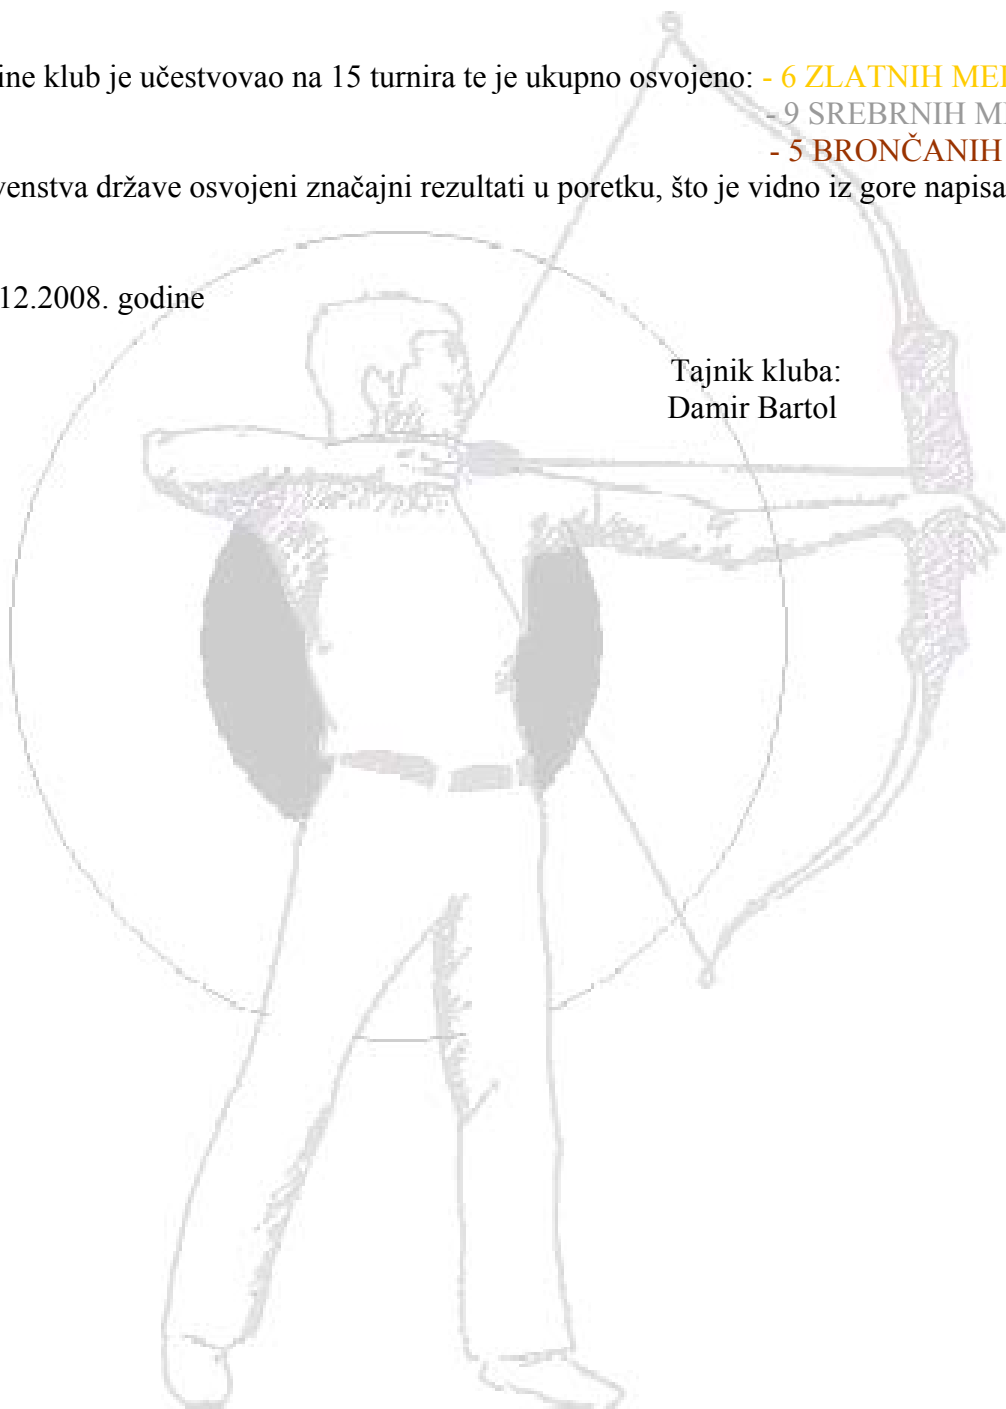 ine klub je učestvovao na 15 turnira te je ukupno osvojeno: - 6 ZLATNIH
- 9 SREBRNIH
- 5 BRONČANIH
venstva države osvojeni značajni rezultati u poretku, što je vidno iz gore napisa
12.2008. godine
Tajnik kluba:
Damir Bartol